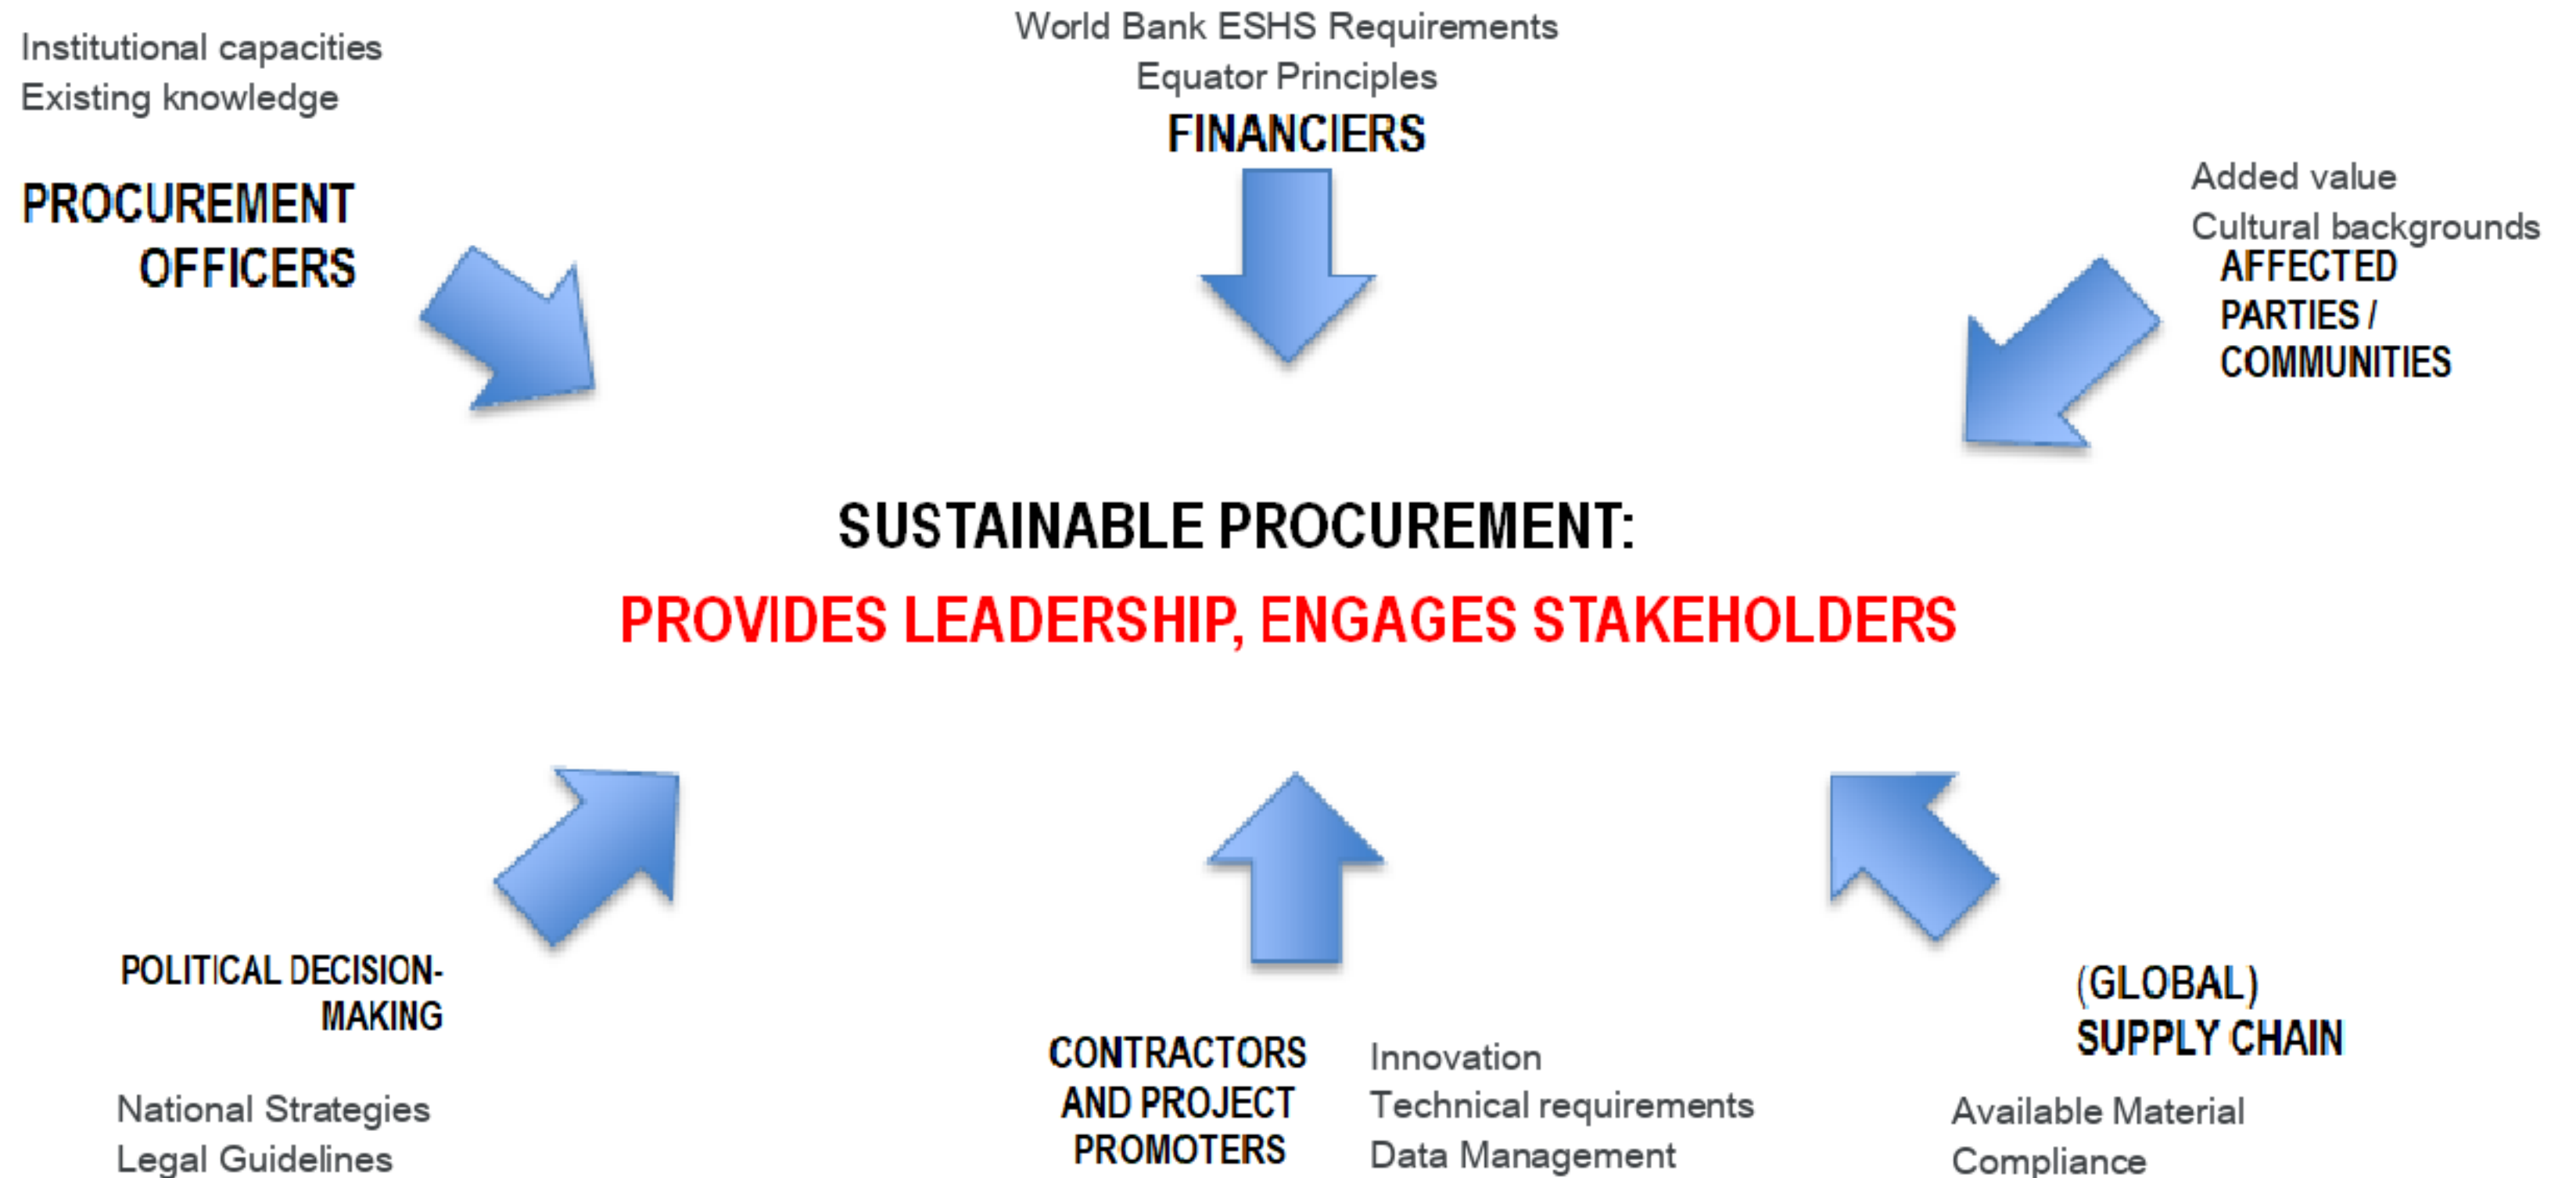 Institutional capacities
Existing knowledge
PROCUREMENT
OFFICERS
World Bank ESHS Requirements
Equator Principles
FINANCIERS
Added value
Cultural backgrounds
AFFECTED
PARTIES /
COMMUNITIES
SUSTAINABLE PROCUREMENT:
PROVIDES LEADERSHIP, ENGAGES STAKEHOLDERS
POLITICAL DECISION-
MAKING
National Strategies
Legal Guidelines
CONTRACTORS
AND PROJECT
PROMOTERS
Innovation
Technical requirements
Data Management
(GLOBAL)
SUPPLY CHAIN
Available Material
Compliance